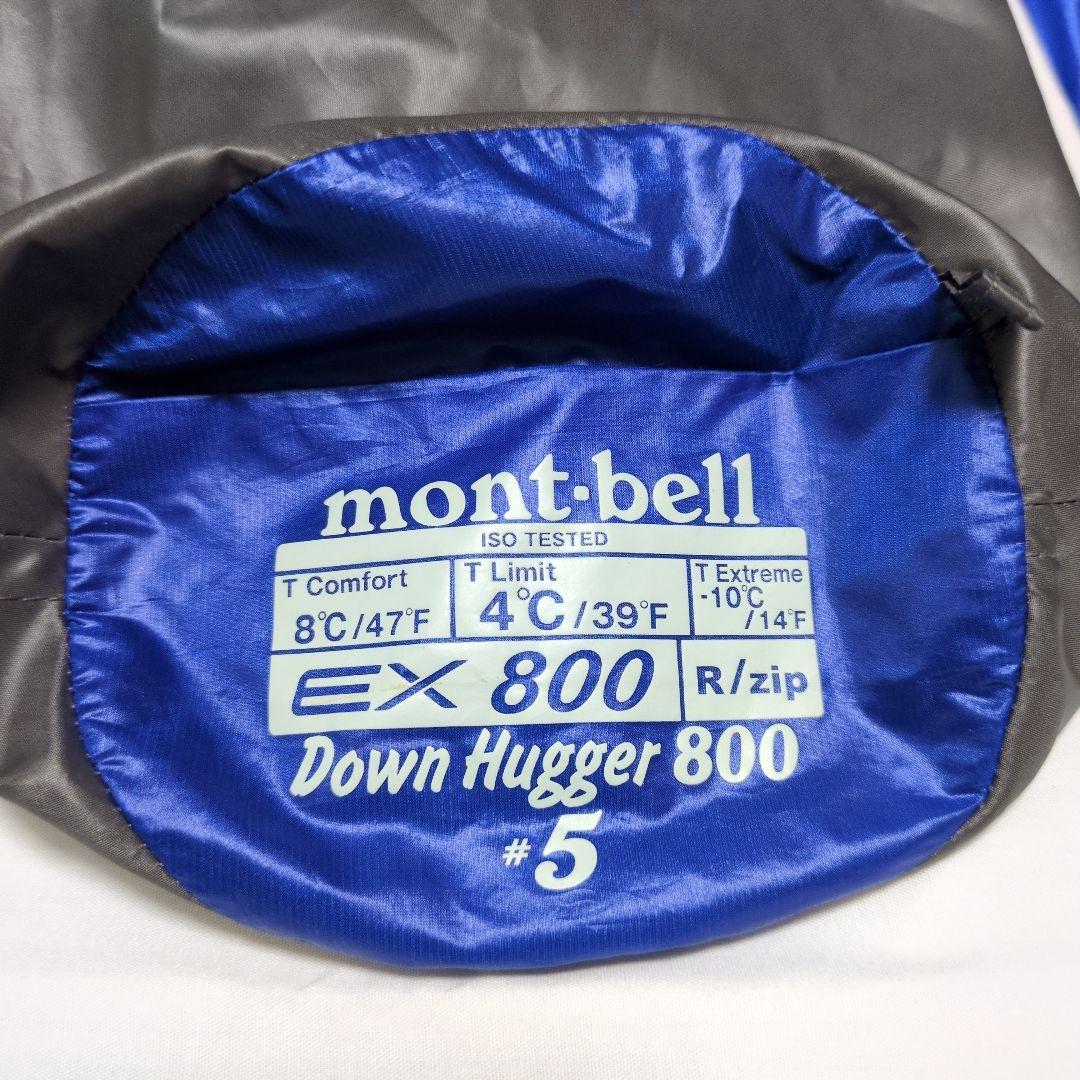 mont·bell
ISO TESTED
T Comfort
8°C/47°F
T Limit
4°C/39°F
T Extreme
-10°C
/14°F
EX 800
R/zip
Down Hugger 800
#5